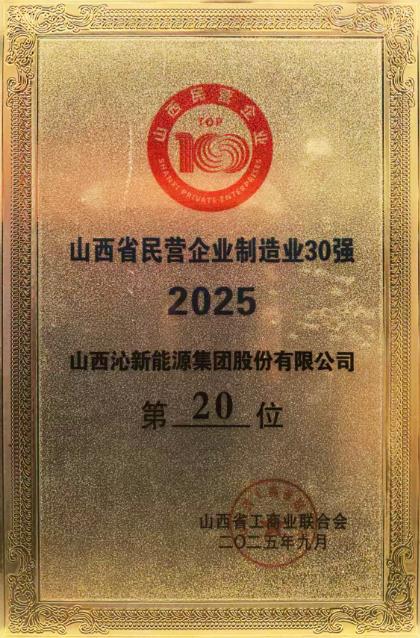 山西民营企业
TOP
100
SHANXI PRIVATE ENTERPRISES
山西省民营企业制造业30强
2025
山西沁新能源集团股份有限公司
第 20 位
山西省工商业联合会
二〇二五年九月